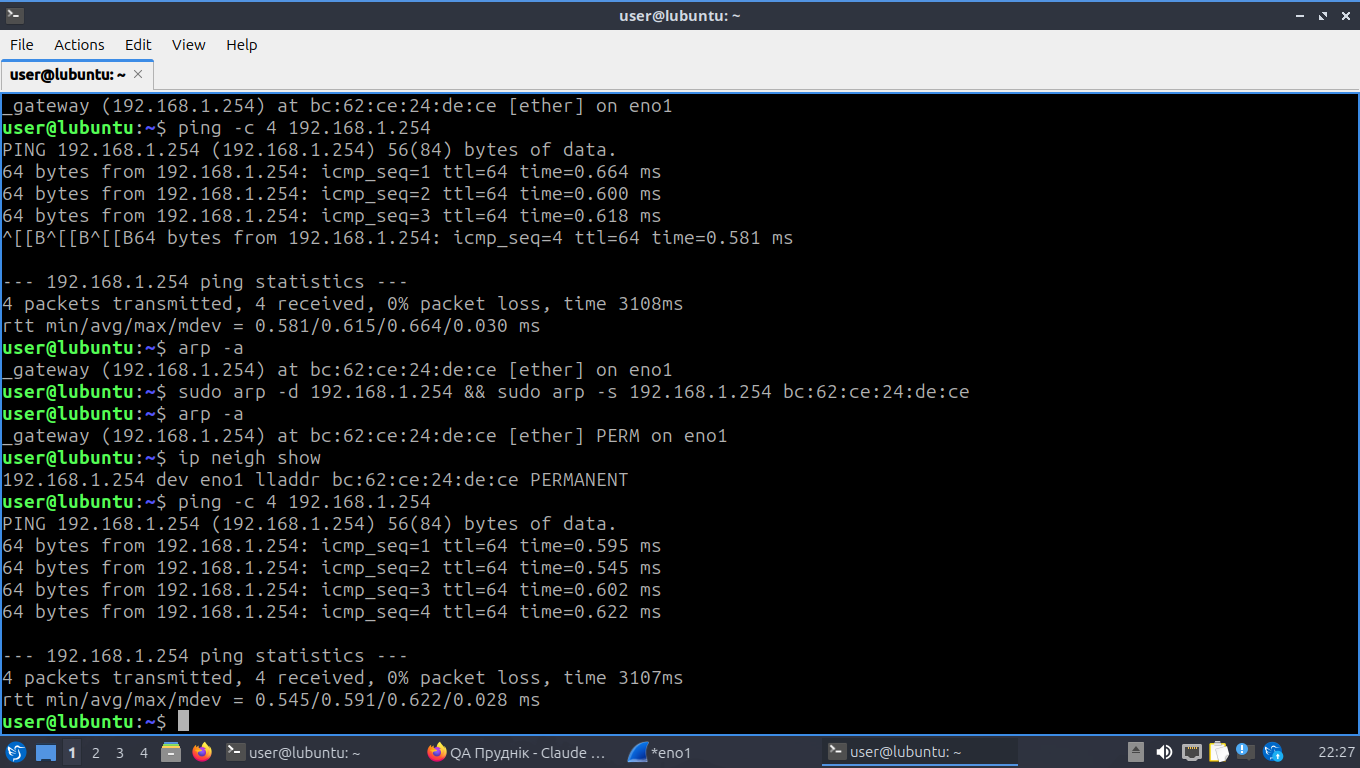 user@lubuntu: ~
File Actions Edit View Help
user@lubuntu: ~
_gateway (192.168.1.254) at bc:62:ce:24:de:ce [ether] on eno1
user@lubuntu:~$ ping -c 4 192.168.1.254
PING 192.168.1.254 (192.168.1.254) 56(84) bytes of data.
64 bytes from 192.168.1.254: icmp_seq=1 ttl=64 time=0.664 ms
64 bytes from 192.168.1.254: icmp_seq=2 ttl=64 time=0.600 ms
64 bytes from 192.168.1.254: icmp_seq=3 ttl=64 time=0.618 ms
^[[B^[[B^[[B64 bytes from 192.168.1.254: icmp_seq=4 ttl=64 time=0.581 ms
--- 192.168.1.254 ping statistics ---
4 packets transmitted, 4 received, 0% packet loss, time 3108ms
rtt min/avg/max/mdev = 0.581/0.615/0.664/0.030 ms
user@lubuntu:~$ arp -a
_gateway (192.168.1.254) at bc:62:ce:24:de:ce [ether] on eno1
user@lubuntu:~$ sudo arp -d 192.168.1.254 && sudo arp -s 192.168.1.254 bc:62:ce:24:de:ce
user@lubuntu:~$ arp -a
_gateway (192.168.1.254) at bc:62:ce:24:de:ce [ether] PERM on eno1
user@lubuntu:~$ ip neigh show
192.168.1.254 dev eno1 lladdr bc:62:ce:24:de:ce PERMANENT
user@lubuntu:~$ ping -c 4 192.168.1.254
PING 192.168.1.254 (192.168.1.254) 56(84) bytes of data.
64 bytes from 192.168.1.254: icmp_seq=1 ttl=64 time=0.595 ms
64 bytes from 192.168.1.254: icmp_seq=2 ttl=64 time=0.545 ms
64 bytes from 192.168.1.254: icmp_seq=3 ttl=64 time=0.602 ms
64 bytes from 192.168.1.254: icmp_seq=4 ttl=64 time=0.622 ms
--- 192.168.1.254 ping statistics ---
4 packets transmitted, 4 received, 0% packet loss, time 3107ms
rtt min/avg/max/mdev = 0.545/0.591/0.622/0.028 ms
user@lubuntu:~$
1 2 3 4 user@lubuntu: ~ QA Пруднік - Claude ... *eno1 user@lubuntu: ~ 22:27